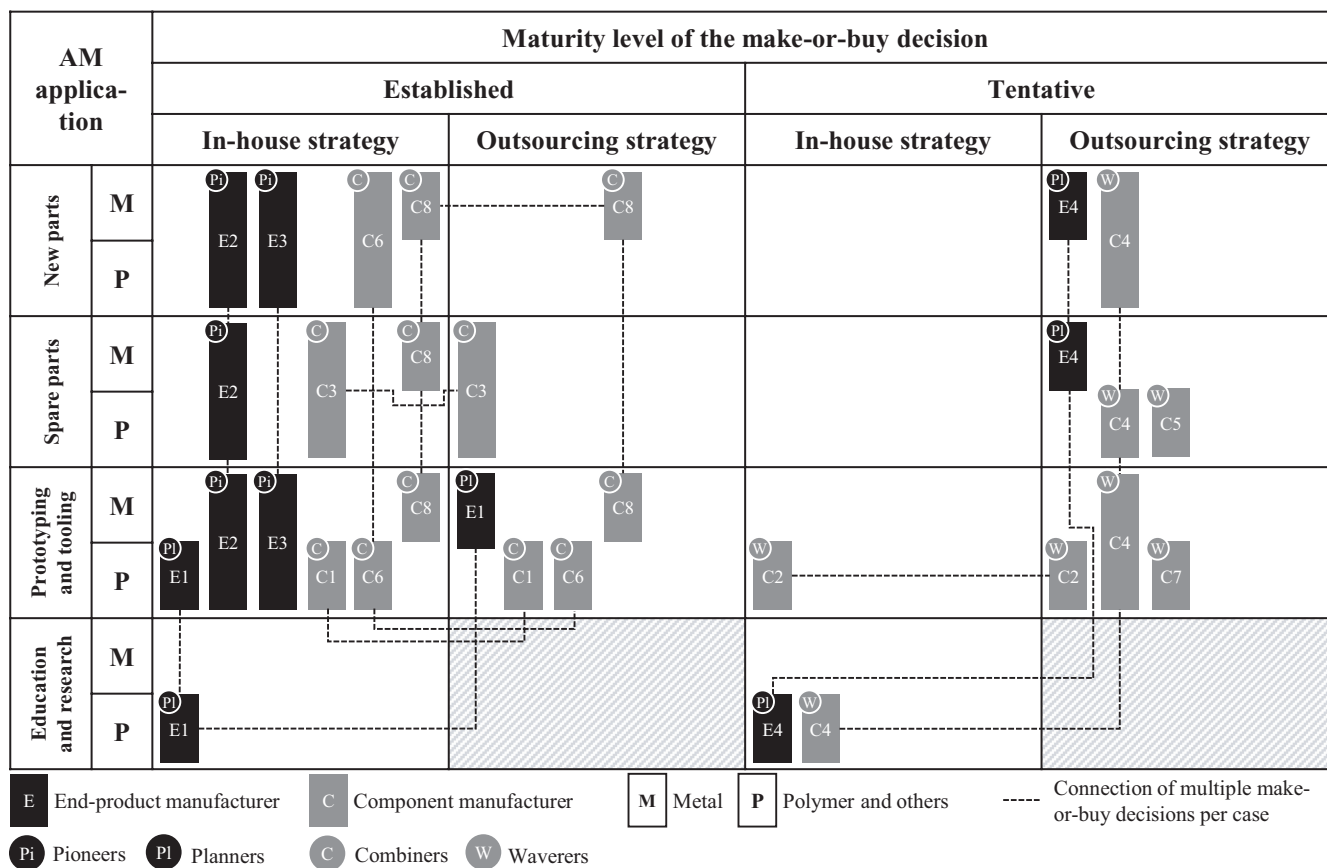 AM
applica-
tion
Maturity level of the make-or-buy decision
Established
Tentative
In-house strategy
Outsourcing strategy
In-house strategy
Outsourcing strategy
New parts
M
Pi E2
Pi E3
C C6
C C8
C C8
Pl E4
W C4
P
Spare parts
M
Pi E2
C C3
C C8
C C3
Pl E4
P
W C4
W C5
Prototyping
and tooling
M
Pi E2
Pi E3
C C8
Pl E1
C C8
W C4
P
Pl E1
C C1
C C6
C C1
C C6
W C2
W C2
W C7
Education
and research
M
P
Pl E1
Pl E4
W C4
E End-product manufacturer
C Component manufacturer
M Metal
P Polymer and others
Connection of multiple make-
or-buy decisions per case
Pi Pioneers
Pl Planners
C Combiners
W Waverers